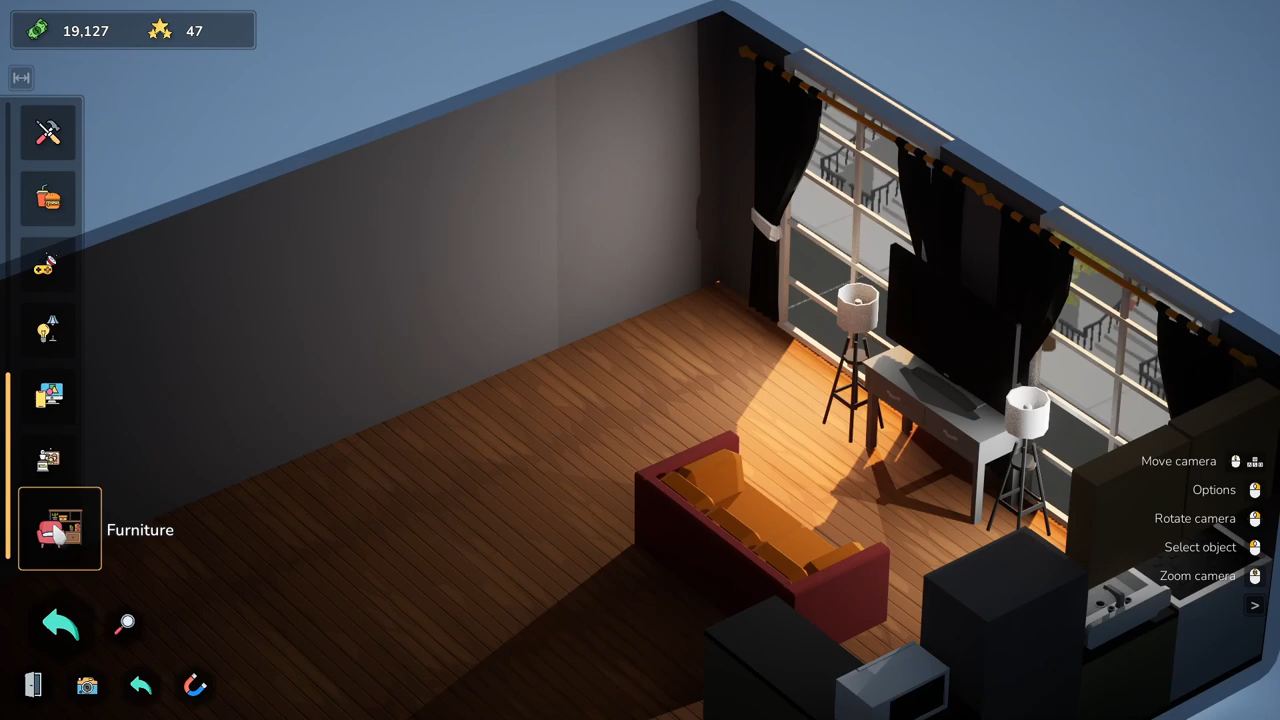 19,127
47
Furniture
Move camera
Options
Rotate camera
Select object
Zoom camera
>